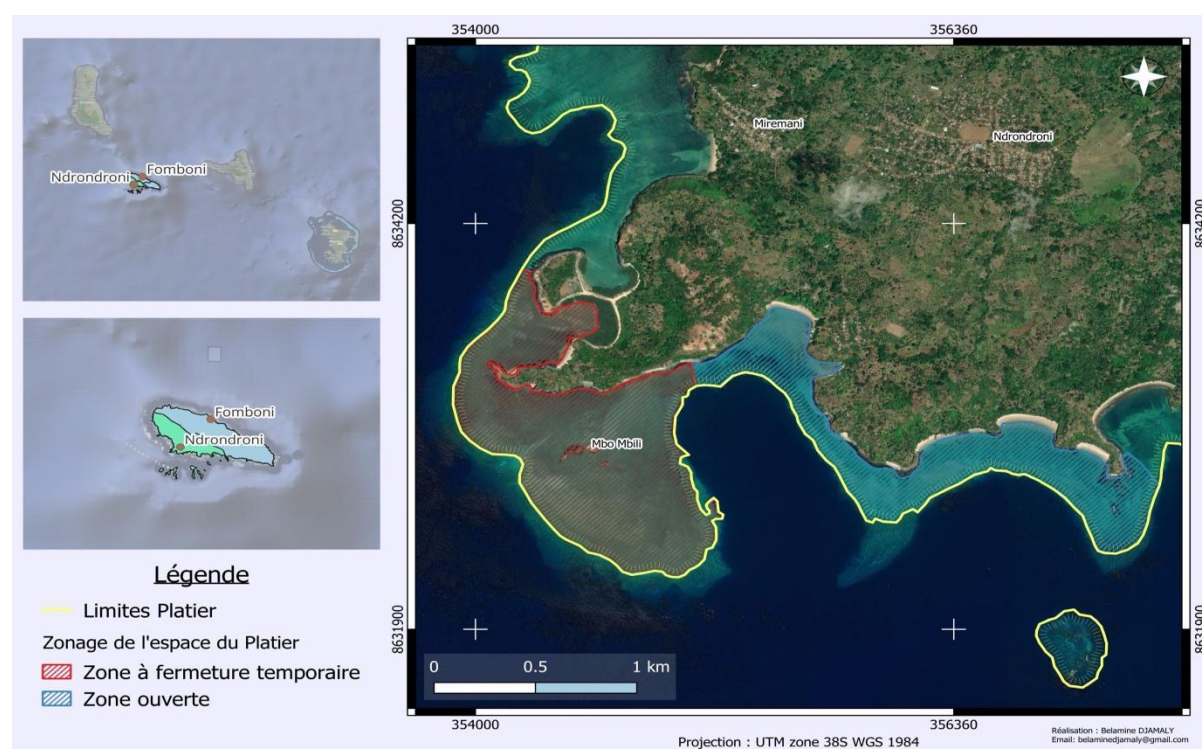 Ndrondroni
Fomboni
Fomboni
Ndrondroni
Légende
Limites Platier
Zonage de l'espace du Platier
Zone à fermeture temporaire
Zone ouverte
354000
356360
8634200
8634200
Miremani
Ndrondroni
Mbo Mbili
8631900
8631900
0 0.5 1 km
354000
356360
Projection : UTM zone 38S WGS 1984
Réalisation : Belamine DJAMALY
Email: belaminedjamaly@gmail.com